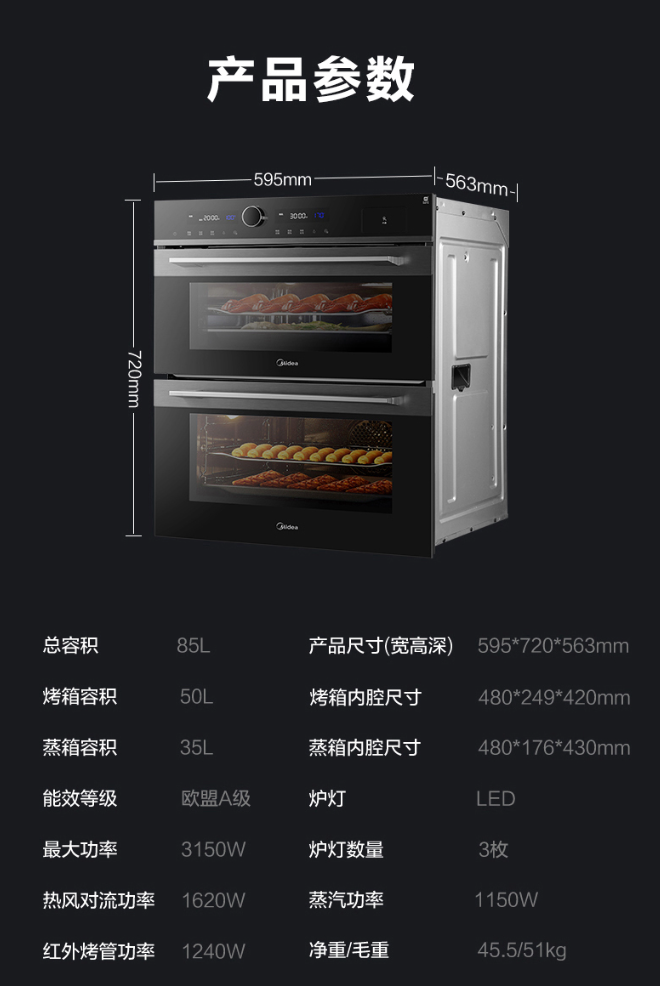 产品参数
595mm
563mm
2000
3000
720mm
Midea
Midea
总容积 85L 产品尺寸(宽高深) 595*720*563mm
烤箱容积 50L 烤箱内腔尺寸 480*249*420mm
蒸箱容积 35L 蒸箱内腔尺寸 480*176*430mm
能效等级 欧盟A级 炉灯 LED
最大功率 3150W 炉灯数量 3枚
热风对流功率 1620W 蒸汽功率 1150W
红外烤管功率 1240W 净重/毛重 45.5/51kg